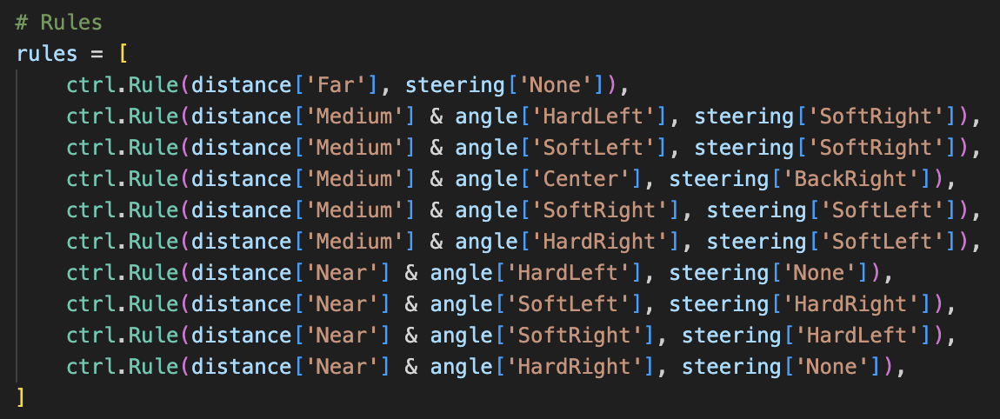 # Rules
rules = [
    ctrl.Rule(distance['Far'], steering['None']),
    ctrl.Rule(distance['Medium'] & angle['HardLeft'], steering['SoftRight']),
    ctrl.Rule(distance['Medium'] & angle['SoftLeft'], steering['SoftRight']),
    ctrl.Rule(distance['Medium'] & angle['Center'], steering['BackRight']),
    ctrl.Rule(distance['Medium'] & angle['SoftRight'], steering['SoftLeft']),
    ctrl.Rule(distance['Medium'] & angle['HardRight'], steering['SoftLeft']),
    ctrl.Rule(distance['Near'] & angle['HardLeft'], steering['None']),
    ctrl.Rule(distance['Near'] & angle['SoftLeft'], steering['HardRight']),
    ctrl.Rule(distance['Near'] & angle['SoftRight'], steering['HardLeft']),
    ctrl.Rule(distance['Near'] & angle['HardRight'], steering['None']),
]